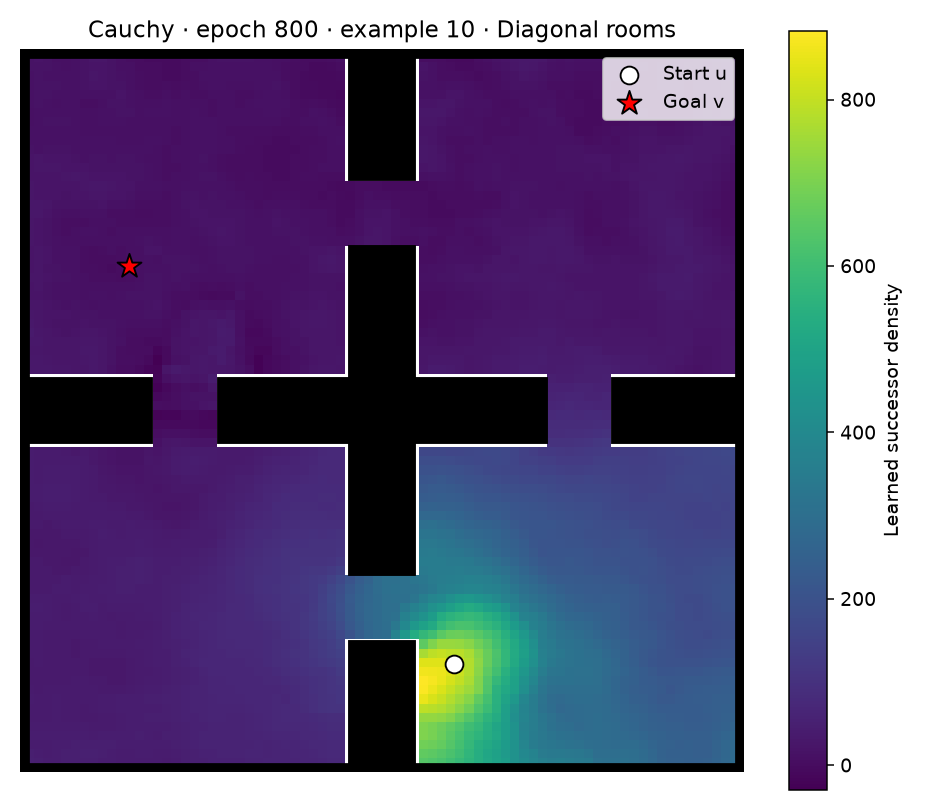 Cauchy · epoch 800 · example 10 · Diagonal rooms
Start u
Goal v
800
600
400
200
0
Learned successor density